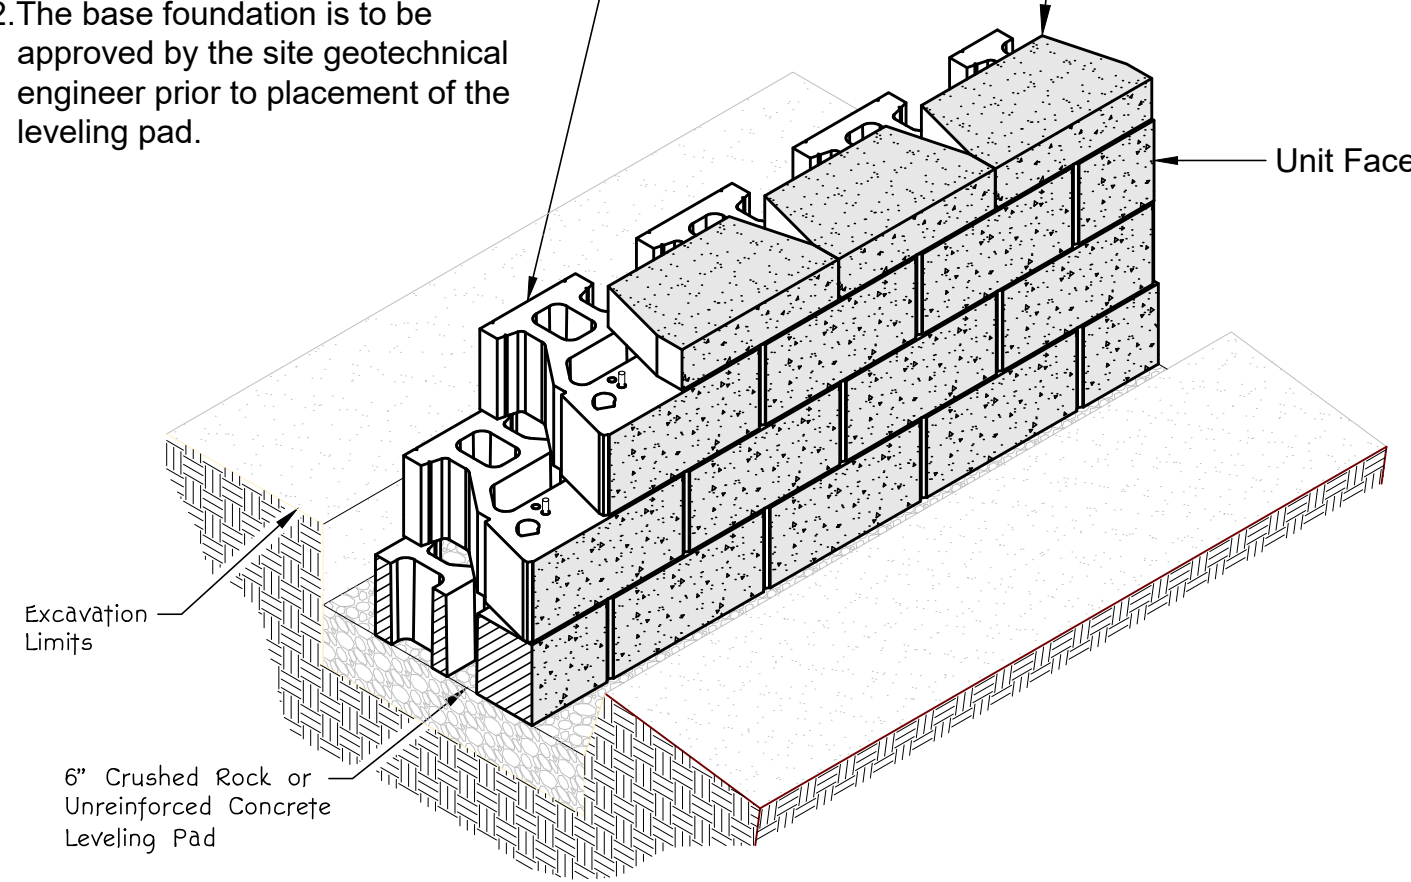 2.The base foundation is to be
approved by the site geotechnical
engineer prior to placement of the
leveling pad.
Unit Face
Excavation
Limits
6” Crushed Rock or
Unreinforced Concrete
Leveling Pad